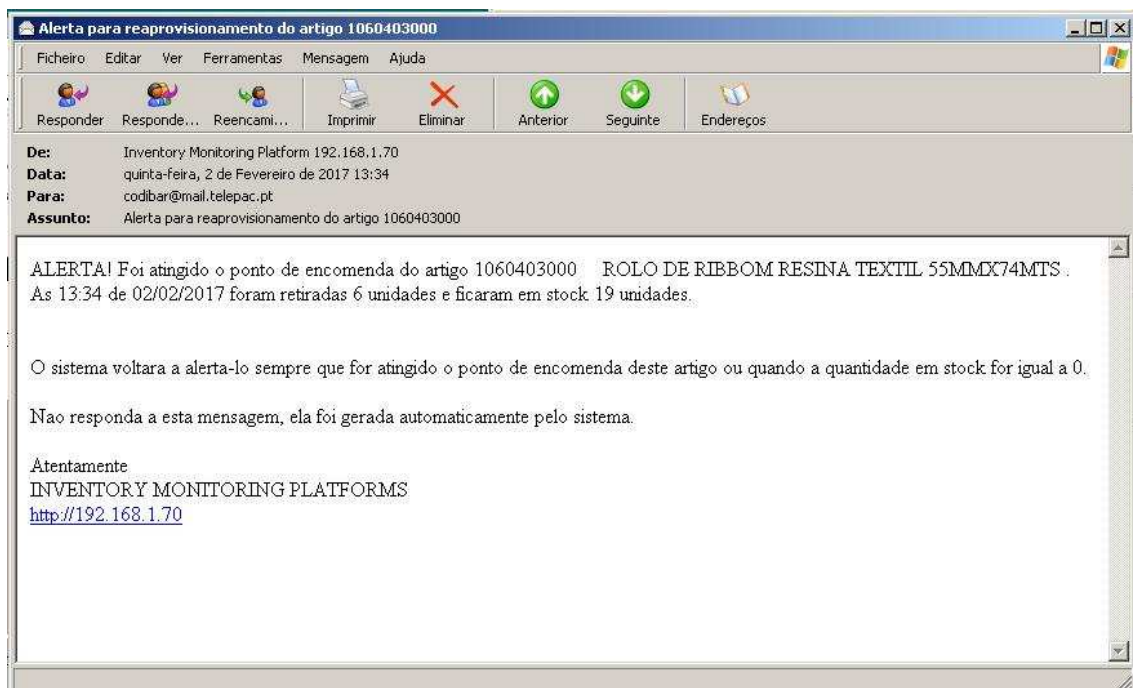 Alerta para reaprovisionamento do artigo 1060403000
Ficheiro Editar Ver Ferramentas Mensagem Ajuda
Responder Responde... Reencami... Imprimir Eliminar Anterior Seguinte Endereços
De: Inventory Monitoring Platform 192.168.1.70
Data: quinta-feira, 2 de Fevereiro de 2017 13:34
Para: codibar@mail.telepac.pt
Assunto: Alerta para reaprovisionamento do artigo 1060403000
ALERTA! Foi atingido o ponto de encomenda do artigo 1060403000 ROLO DE RIBBOM RESINA TEXTIL 55MMX74MTS .
As 13:34 de 02/02/2017 foram retiradas 6 unidades e ficaram em stock 19 unidades.
O sistema voltara a alerta-lo sempre que for atingido o ponto de encomenda deste artigo ou quando a quantidade em stock for igual a 0.
Nao responda a esta mensagem, ela foi gerada automaticamente pelo sistema.
Atentamente
INVENTORY MONITORING PLATFORMS
http://192.168.1.70